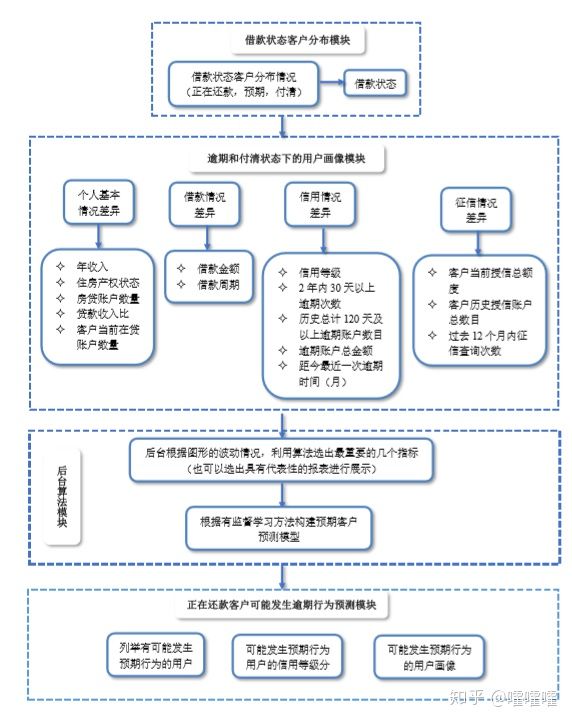 借款状态客户分布模块
借款状态客户分布情况
（正在还款，预期，付清）
借款状态
逾期和付清状态下的用户画像模块
个人基本
情况差异
借款情况
差异
信用情况
差异
征信情况
差异
年收入
住房产权状态
房贷账户数量
贷款收入比
客户当前在贷
账户数量
借款金额
借款周期
信用等级
2年内30天以上
逾期次数
历史总计120天及
以上逾期账户数目
逾期账户总金额
距今最近一次逾期
时间（月）
客户当前授信总额
度
客户历史授信账户
总数目
过去12个月内征
信查询次数
后台算法模块
后台根据图形的波动情况，利用算法选出最重要的几个指标
（也可以选出具有代表性的报表进行展示）
根据有监督学习方法构建预期客户
预测模型
正在还款客户可能发生逾期行为预测模块
列举有可能发生
预期行为的用户
可能发生预期行为
用户的信用等级分
可能发生预期行为
的用户画像
知乎 @嚯嚯嚯